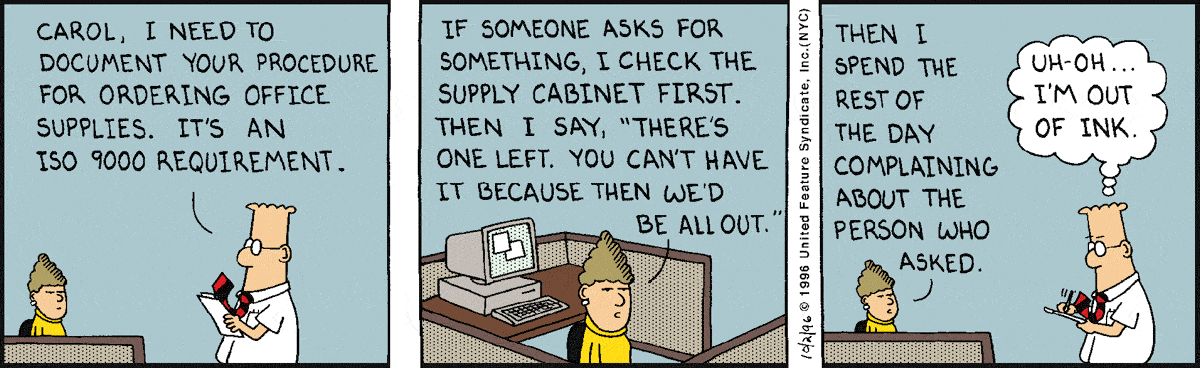 CAROL, I NEED TO
DOCUMENT YOUR PROCEDURE
FOR ORDERING OFFICE
SUPPLIES. IT'S AN
ISO 9000 REQUIREMENT.
IF SOMEONE ASKS FOR
SOMETHING, I CHECK THE
SUPPLY CABINET FIRST.
THEN I SAY, "THERE'S
ONE LEFT. YOU CAN'T HAVE
IT BECAUSE THEN WE'D
BE ALL OUT."
10/2/96 © 1996 United Feature Syndicate, Inc.(NYC)
THEN I
SPEND THE
REST OF
THE DAY
COMPLAINING
ABOUT THE
PERSON WHO
ASKED.
UH-OH...
I'M OUT
OF INK.